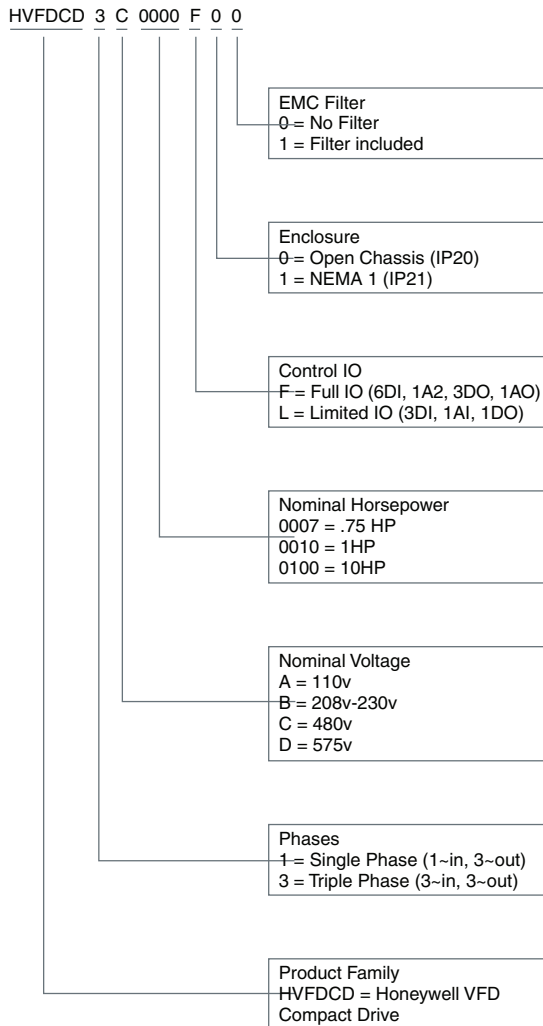 HVFDCD 3 C 0000 F 0 0
EMC Filter
0 = No Filter
1 = Filter included
Enclosure
0 = Open Chassis (IP20)
1 = NEMA 1 (IP21)
Control IO
F = Full IO (6DI, 1A2, 3DO, 1AO)
L = Limited IO (3DI, 1AI, 1DO)
Nominal Horsepower
0007 = .75 HP
0010 = 1HP
0100 = 10HP
Nominal Voltage
A = 110v
B = 208v-230v
C = 480v
D = 575v
Phases
1 = Single Phase (1~in, 3~out)
3 = Triple Phase (3~in, 3~out)
Product Family
HVFDCD = Honeywell VFD
Compact Drive